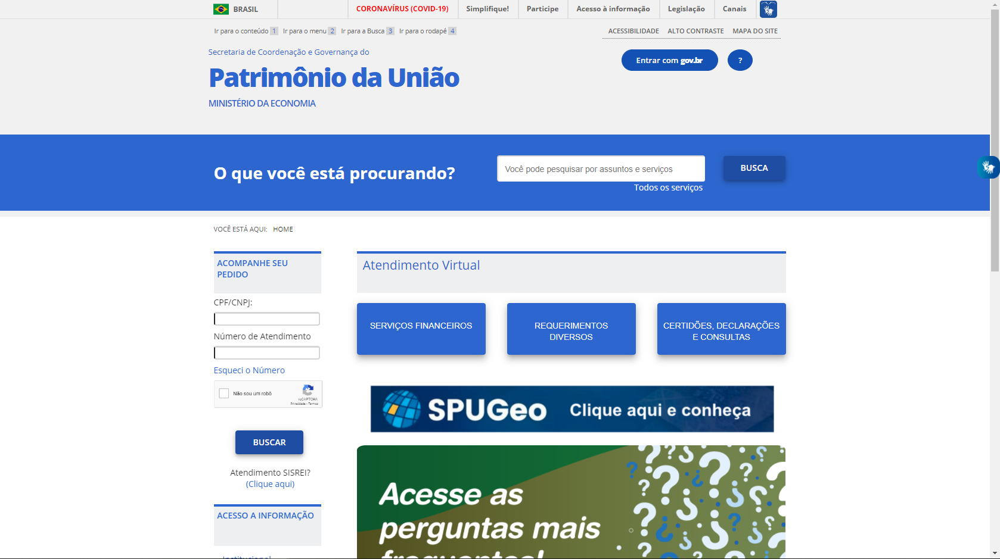 BRASIL
CORONAVÍRUS (COVID-19)
Simplifique!
Participe
Acesso à informação
Legislação
Canais
Ir para o conteúdo 1 Ir para o menu 2 Ir para a Busca 3 Ir para o rodapé 4
ACESSIBILIDADE ALTO CONTRASTE MAPA DO SITE
Secretaria de Coordenação e Governança do
Patrimônio da União
MINISTÉRIO DA ECONOMIA
Entrar com gov.br
?
O que você está procurando?
Você pode pesquisar por assuntos e serviços
BUSCA
Todos os serviços
VOCÊ ESTÁ AQUI: HOME
ACOMPANHE SEU
PEDIDO
CPF/CNPJ:
Número de Atendimento
Esqueci o Número
Não sou um robô
reCAPTCHA
Privacidade - Termos
BUSCAR
Atendimento SISREI?
(Clique aqui)
ACESSO A INFORMAÇÃO
Institucional
Atendimento Virtual
SERVIÇOS FINANCEIROS
REQUERIMENTOS
DIVERSOS
CERTIDÕES, DECLARAÇÕES
E CONSULTAS
SPUGeo Clique aqui e conheça
Acesse as
perguntas mais
frequentes!